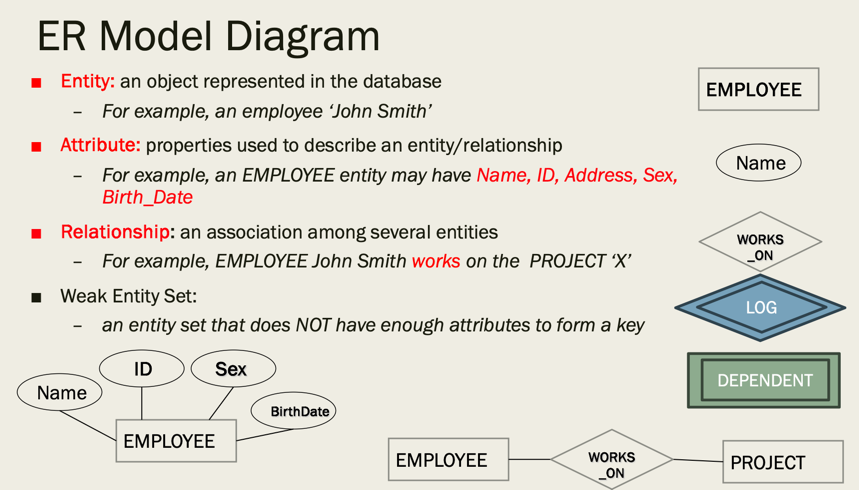 ER Model Diagram
■ Entity: an object represented in the database
– For example, an employee ‘John Smith’
■ Attribute: properties used to describe an entity/relationship
– For example, an EMPLOYEE entity may have Name, ID, Address, Sex,
Birth_Date
■ Relationship: an association among several entities
– For example, EMPLOYEE John Smith works on the PROJECT ‘X’
■ Weak Entity Set:
– an entity set that does NOT have enough attributes to form a key
EMPLOYEE
Name
WORKS
_ON
LOG
DEPENDENT
Name
ID
Sex
BirthDate
EMPLOYEE
EMPLOYEE
WORKS
_ON
PROJECT